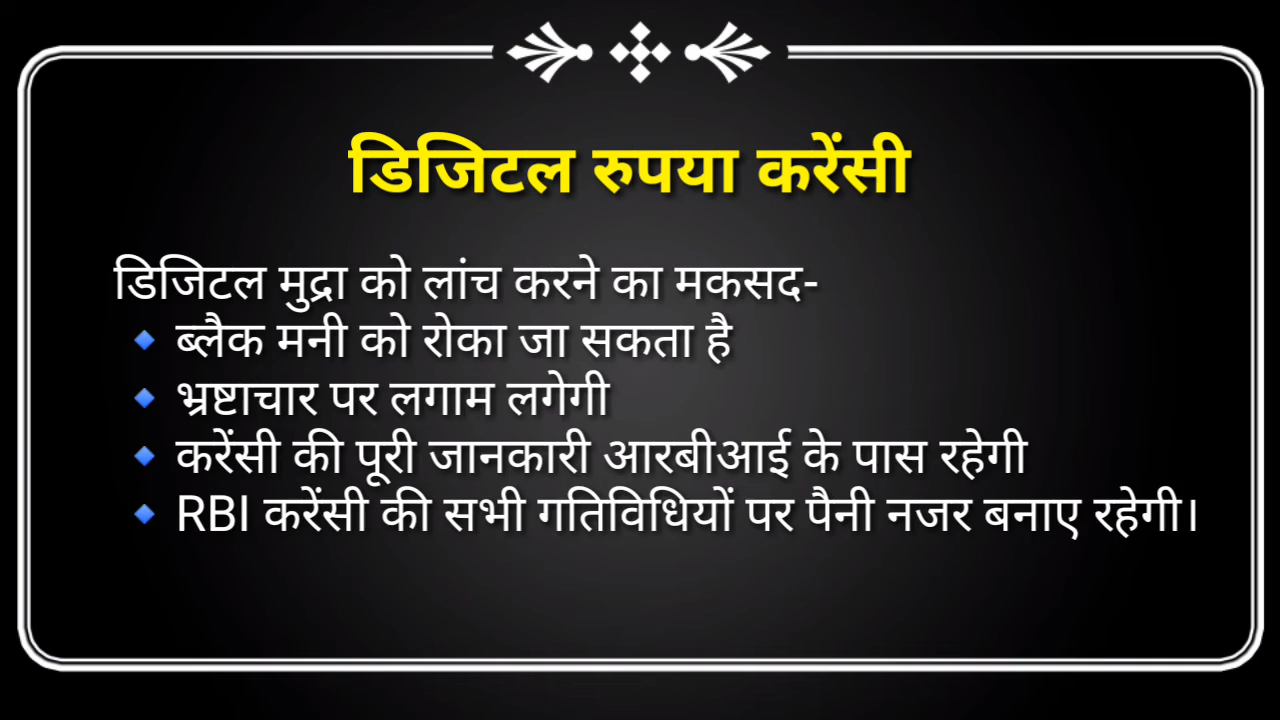 डिजिटल रुपया करेंसी
डिजिटल मुद्रा को लांच करने का मकसद-
🔹 ब्लैक मनी को रोका जा सकता है
🔹 भ्रष्टाचार पर लगाम लगेगी
🔹 करेंसी की पूरी जानकारी आरबीआई के पास रहेगी
🔹 RBI करेंसी की सभी गतिविधियों पर पैनी नजर बनाए रहेगी।